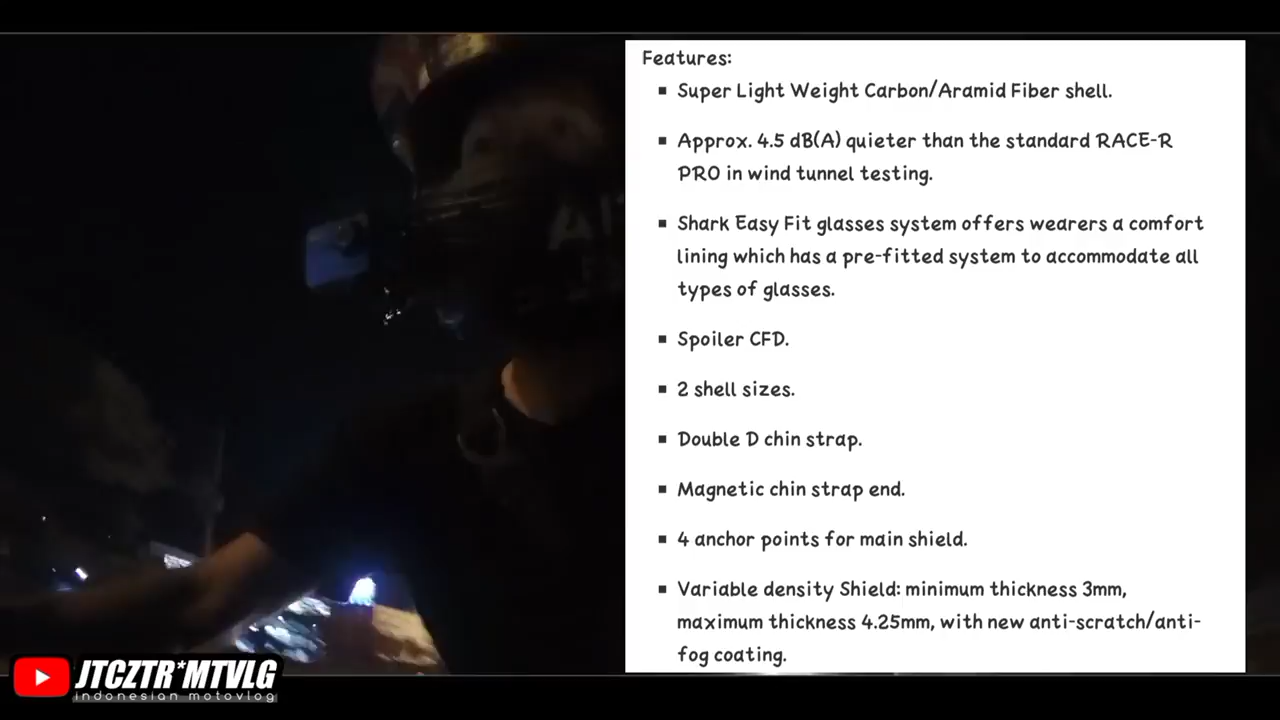 Features:
▪ Super Light Weight Carbon/Aramid Fiber shell.
▪ Approx. 4.5 dB(A) quieter than the standard RACE-R
PRO in wind tunnel testing.
▪ Shark Easy Fit glasses system offers wearers a comfort
lining which has a pre-fitted system to accommodate all
types of glasses.
▪ Spoiler CFD.
▪ 2 shell sizes.
▪ Double D chin strap.
▪ Magnetic chin strap end.
▪ 4 anchor points for main shield.
▪ Variable density Shield: minimum thickness 3mm,
maximum thickness 4.25mm, with new anti-scratch/anti-
fog coating.
JTCZTR*MTVLG
indonesian motovlog